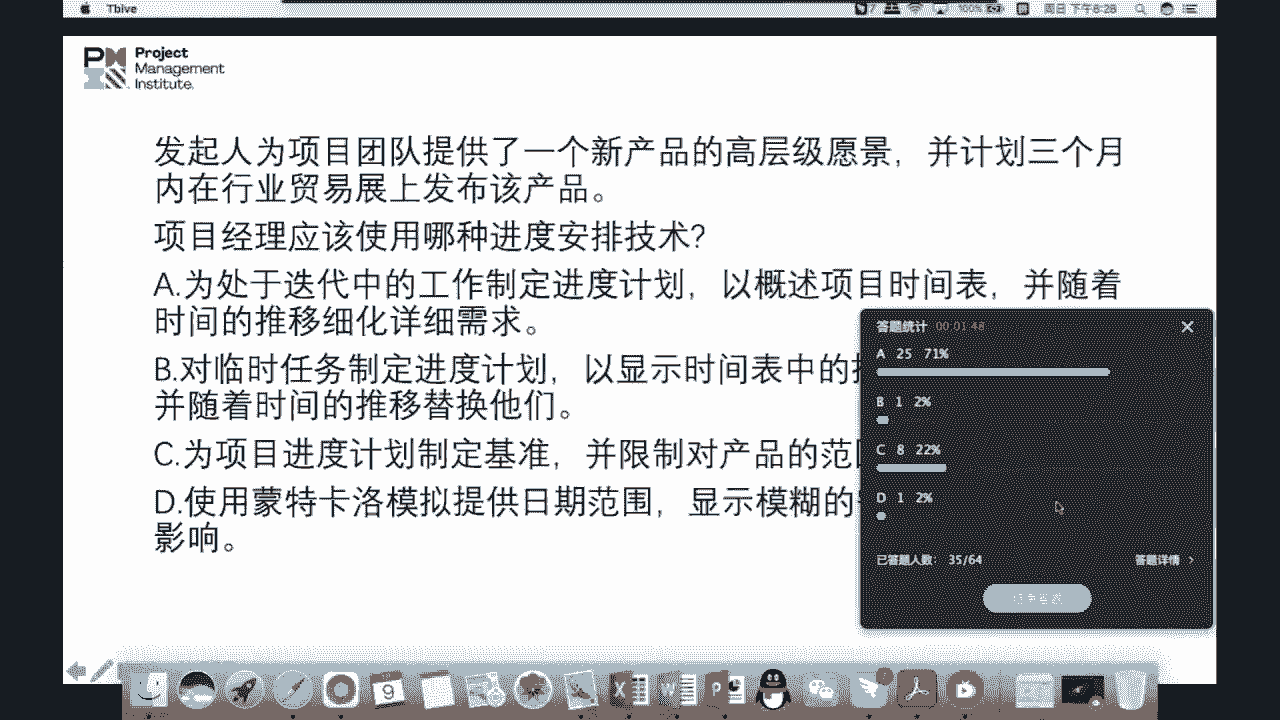 Tbive
7
100%
周日 下午8:28
Project
Management
Institute.
发起人为项目团队提供了一个新产品的高层级愿景，并计划三个月
内在行业贸易展上发布该产品。
项目经理应该使用哪种进度安排技术?
A.为处于迭代中的工作制定进度计划，以概述项目时间表，并随着
时间的推移细化详细需求。
B.对临时任务制定进度计划，以显示时间表中的
并随着时间的推移替换他们。
C.为项目进度计划制定基准，并限制对产品的范
D.使用蒙特卡洛模拟提供日期范围，显示模糊的
影响。
答题统计 00:01:48
A 25 71%
B 1 2%
C 8 22%
D 1 2%
已答题人数： 35/64
答题详情 >
9